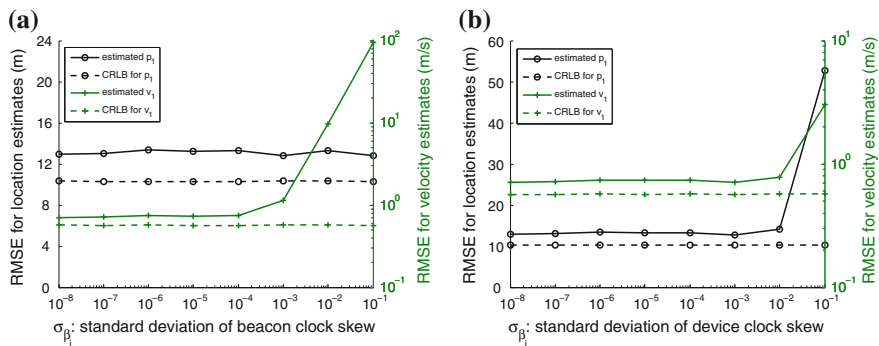 (a)
RMSE for location estimates (m)
24
20
16
12
8
4
0
estimated p1
CRLB for p1
estimated v1
CRLB for v1
10^2
10^1
10^0
10^-1
RMSE for velocity estimates (m/s)
10^-8 10^-7 10^-6 10^-5 10^-4 10^-3 10^-2 10^-1
σβi: standard deviation of beacon clock skew
(b)
RMSE for location estimates (m)
60
50
40
30
20
10
0
estimated p1
CRLB for p1
estimated v1
CRLB for v1
10^1
10^0
10^-1
RMSE for velocity estimates (m/s)
10^-8 10^-7 10^-6 10^-5 10^-4 10^-3 10^-2 10^-1
σβi: standard deviation of device clock skew